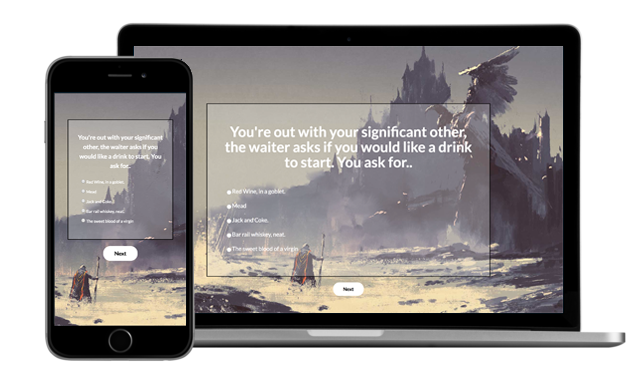 You're out with your significant
other, the waiter asks if you
would like a drink to start. You
ask for..
Red Wine, in a goblet.
Mead
Jack and Coke.
Bar rail whiskey, neat.
The sweet blood of a virgin
Next
You're out with your significant other,
the waiter asks if you would like a drink
to start. You ask for..
Red Wine, in a goblet.
Mead
Jack and Coke.
Bar rail whiskey, neat.
The sweet blood of a virgin
Next